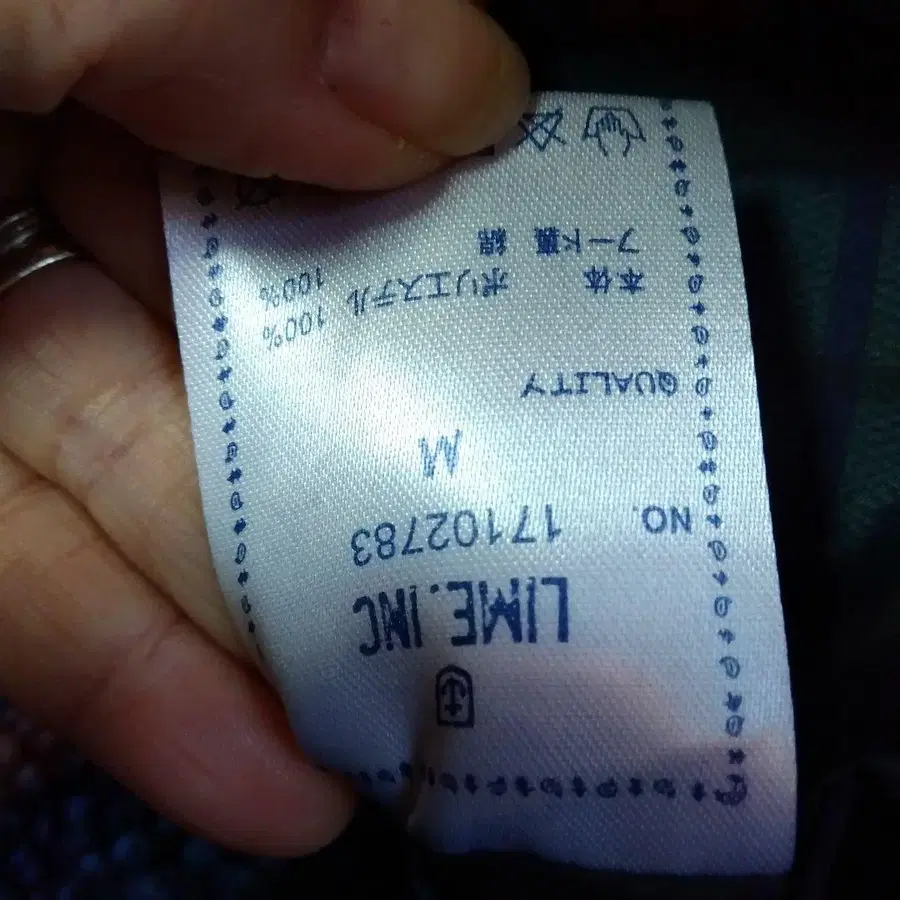 LIME.INC
NO. 17102783
M
QUALITY
本体 ポリエステル 100%
フード裏 綿 100%